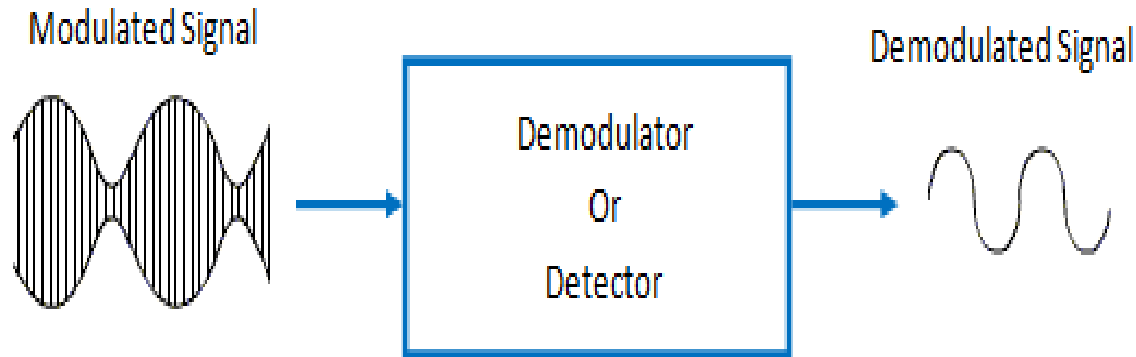 Modulated Signal
Demodulated Signal
Demodulator
Or
Detector